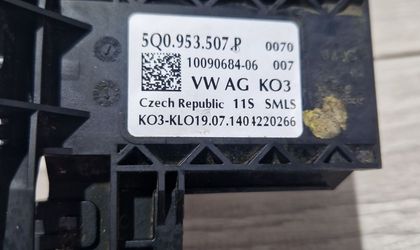 5Q0.953.507.P 0070
10090684-06 007
VW AG KO3
Czech Republic 11S SMLS
KO3-KLO19.07.1404220266